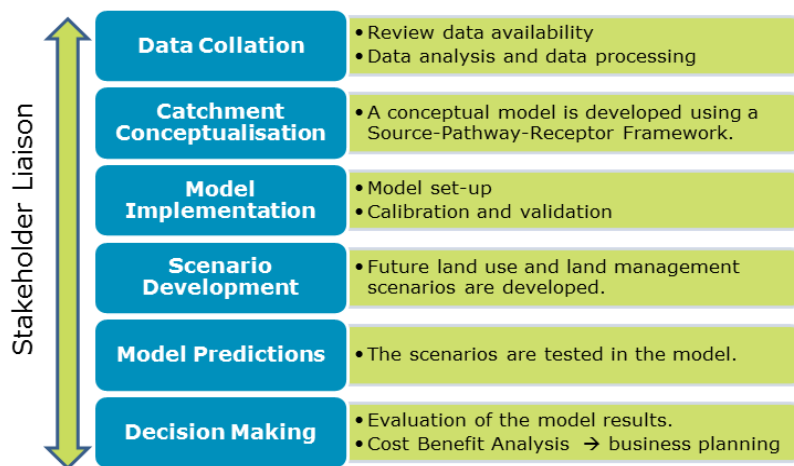 Stakeholder Liaison
Data Collation
• Review data availability
• Data analysis and data processing
Catchment
Conceptualisation
• A conceptual model is developed using a
Source-Pathway-Receptor Framework.
Model
Implementation
• Model set-up
• Calibration and validation
Scenario
Development
• Future land use and land management
scenarios are developed.
Model Predictions
• The scenarios are tested in the model.
Decision Making
• Evaluation of the model results.
• Cost Benefit Analysis → business planning